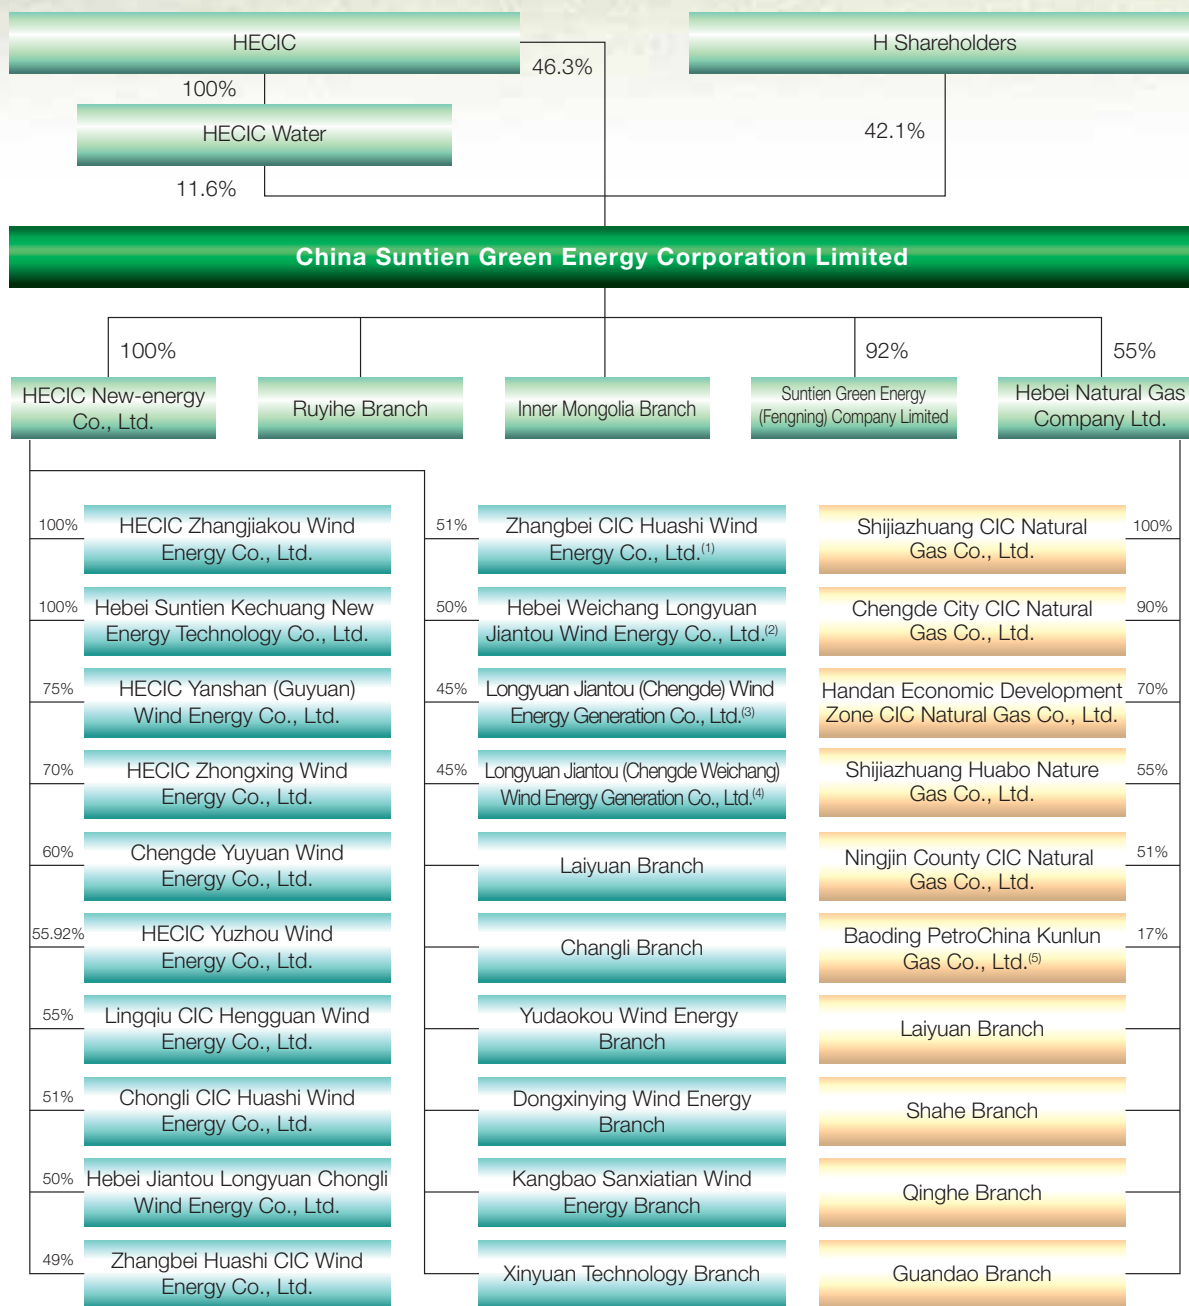 HECIC
H Shareholders
46.3%
100%
HECIC Water
42.1%
11.6%
China Suntien Green Energy Corporation Limited
100%
92%
55%
HECIC New-energy
Co., Ltd.
Ruyihe Branch
Inner Mongolia Branch
Suntien Green Energy
(Fengning) Company Limited
Hebei Natural Gas
Company Ltd.
100%
HECIC Zhangjiakou Wind
Energy Co., Ltd.
100%
Hebei Suntien Kechuang New
Energy Technology Co., Ltd.
75%
HECIC Yanshan (Guyuan)
Wind Energy Co., Ltd.
70%
HECIC Zhongxing Wind
Energy Co., Ltd.
60%
Chengde Yuyuan Wind
Energy Co., Ltd.
55.92%
HECIC Yuzhou Wind
Energy Co., Ltd.
55%
Lingqiu CIC Hengguan Wind
Energy Co., Ltd.
51%
Chongli CIC Huashi Wind
Energy Co., Ltd.
50%
Hebei Jiantou Longyuan Chongli
Wind Energy Co., Ltd.
49%
Zhangbei Huashi CIC Wind
Energy Co., Ltd.
51%
Zhangbei CIC Huashi Wind
Energy Co., Ltd.(1)
50%
Hebei Weichang Longyuan
Jiantou Wind Energy Co., Ltd.(2)
45%
Longyuan Jiantou (Chengde) Wind
Energy Generation Co., Ltd.(3)
45%
Longyuan Jiantou (Chengde Weichang)
Wind Energy Generation Co., Ltd.(4)
Laiyuan Branch
Changli Branch
Yudaokou Wind Energy
Branch
Dongxinying Wind Energy
Branch
Kangbao Sanxiatian Wind
Energy Branch
Xinyuan Technology Branch
Shijiazhuang CIC Natural
Gas Co., Ltd.
100%
Chengde City CIC Natural
Gas Co., Ltd.
90%
Handan Economic Development
Zone CIC Natural Gas Co., Ltd.
70%
Shijiazhuang Huabo Nature
Gas Co., Ltd.
55%
Ningjin County CIC Natural
Gas Co., Ltd.
51%
Baoding PetroChina Kunlun
Gas Co., Ltd.(5)
17%
Laiyuan Branch
Shahe Branch
Qinghe Branch
Guandao Branch